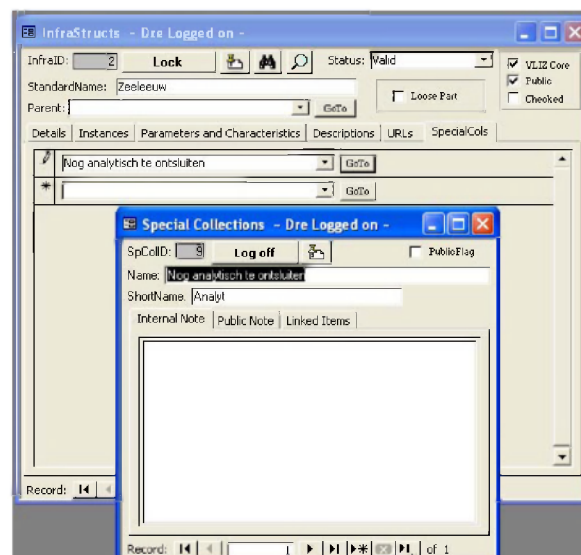 InfraStructs - Dre Logged on -
InfraID: 2 Lock Status: Valid
VLIZ Core
Public
Checked
StandardName: Zeeleeuw
Loose Part
Parent: GoTo
Details Instances Parameters and Characteristics Descriptions URLs SpecialCols
Nog analytisch te ontsluiten GoTo
* GoTo
Special Collections - Dre Logged on -
SpColID: 9 Log off PublicFlag
Name: Nog analytisch te ontsluiten
ShortName: Analyt
Internal Note Public Note Linked Items
Record:
Record: 1 of 1